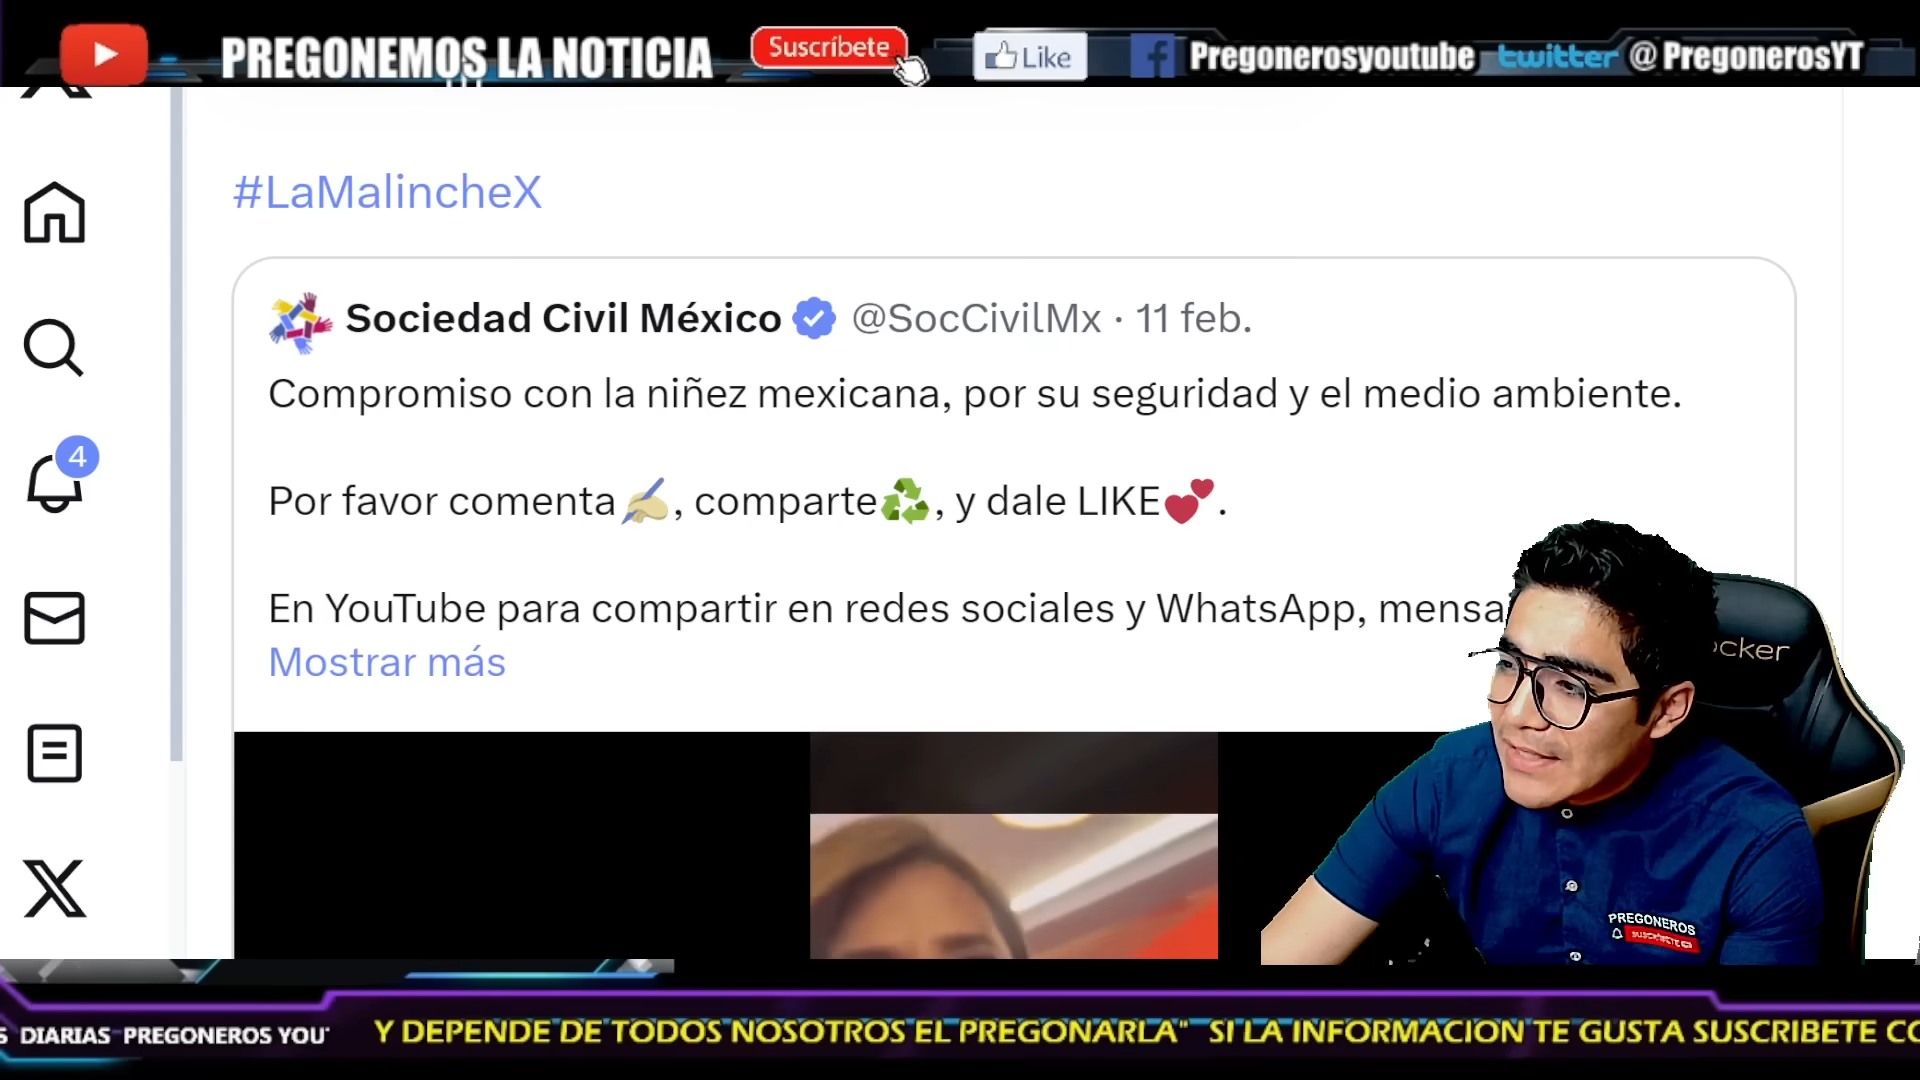 PREGONEMOS LA NOTICIA
Suscríbete
Like
Pregonerosyoutube
twitter @PregonerosYT
#LaMalincheX
4
Sociedad Civil México @SocCivilMx · 11 feb.
Compromiso con la niñez mexicana, por su seguridad y el medio ambiente.
Por favor comenta✍, comparte♻, y dale LIKE💕.
En YouTube para compartir en redes sociales y WhatsApp, mensa
Mostrar más
ocker
PREGONEROS
SUSCRÍBETE
S DIARIAS PREGONEROS YOU
Y DEPENDE DE TODOS NOSOTROS EL PREGONARLA" SI LA INFORMACION TE GUSTA SUSCRIBETE CO